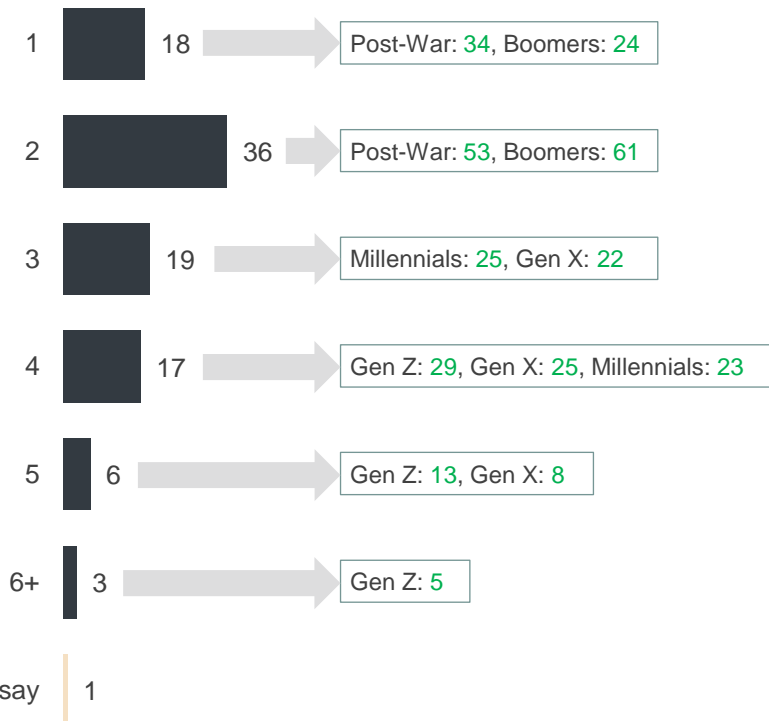 1 18 Post-War: 34, Boomers: 24
2 36 Post-War: 53, Boomers: 61
3 19 Millennials: 25, Gen X: 22
4 17 Gen Z: 29, Gen X: 25, Millennials: 23
5 6 Gen Z: 13, Gen X: 8
6+ 3 Gen Z: 5
say 1